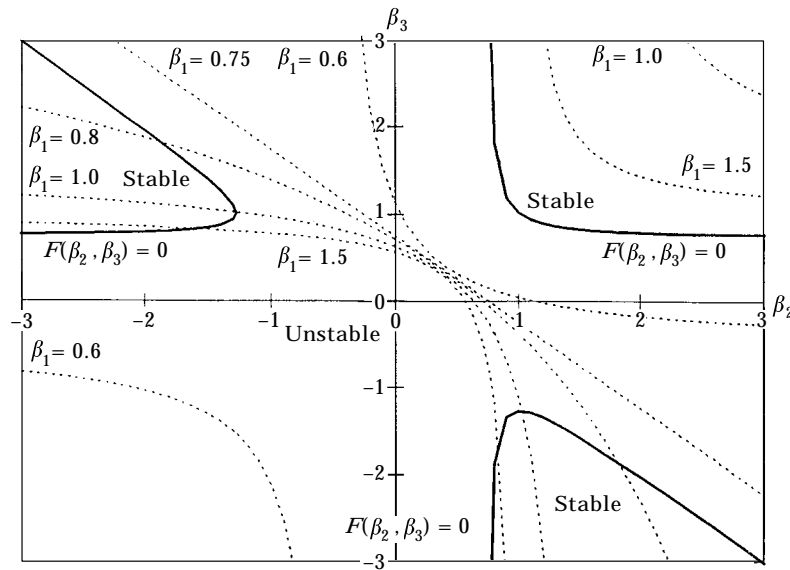 β₃
3
β₁= 0.75
β₁= 0.6
β₁= 1.0
2
β₁= 0.8
β₁= 1.0
Stable
β₁= 1.5
1
Stable
F(β₂ , β₃) = 0
β₁= 1.5
F(β₂ , β₃) = 0
0
−3
−2
−1
0
1
2
3
β₂
Unstable
β₁= 0.6
−1
−2
Stable
F(β₂ , β₃) = 0
−3